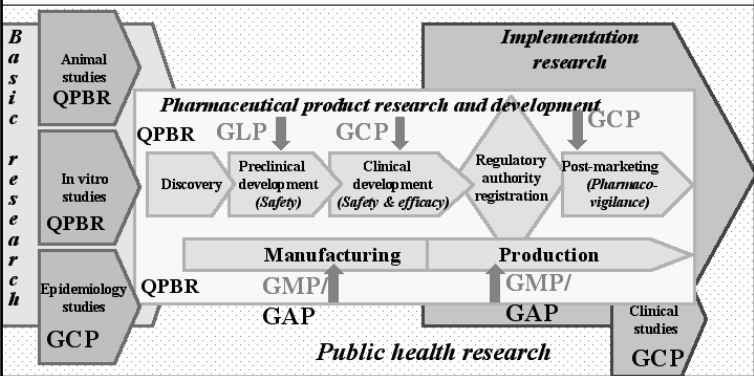 Basic research
Animal
studies
QPBR
In vitro
studies
QPBR
Epidemiology
studies
GCP
Implementation
research
Pharmaceutical product research and development
QPBR
GLP
GCP
GCP
Discovery
Preclinical
development
(Safety)
Clinical
development
(Safety & efficacy)
Regulatory
authority
registration
Post-marketing
(Pharmaco-
vigilance)
Manufacturing
Production
QPBR
GMP/
GAP
GMP/
GAP
Clinical
studies
GCP
Public health research